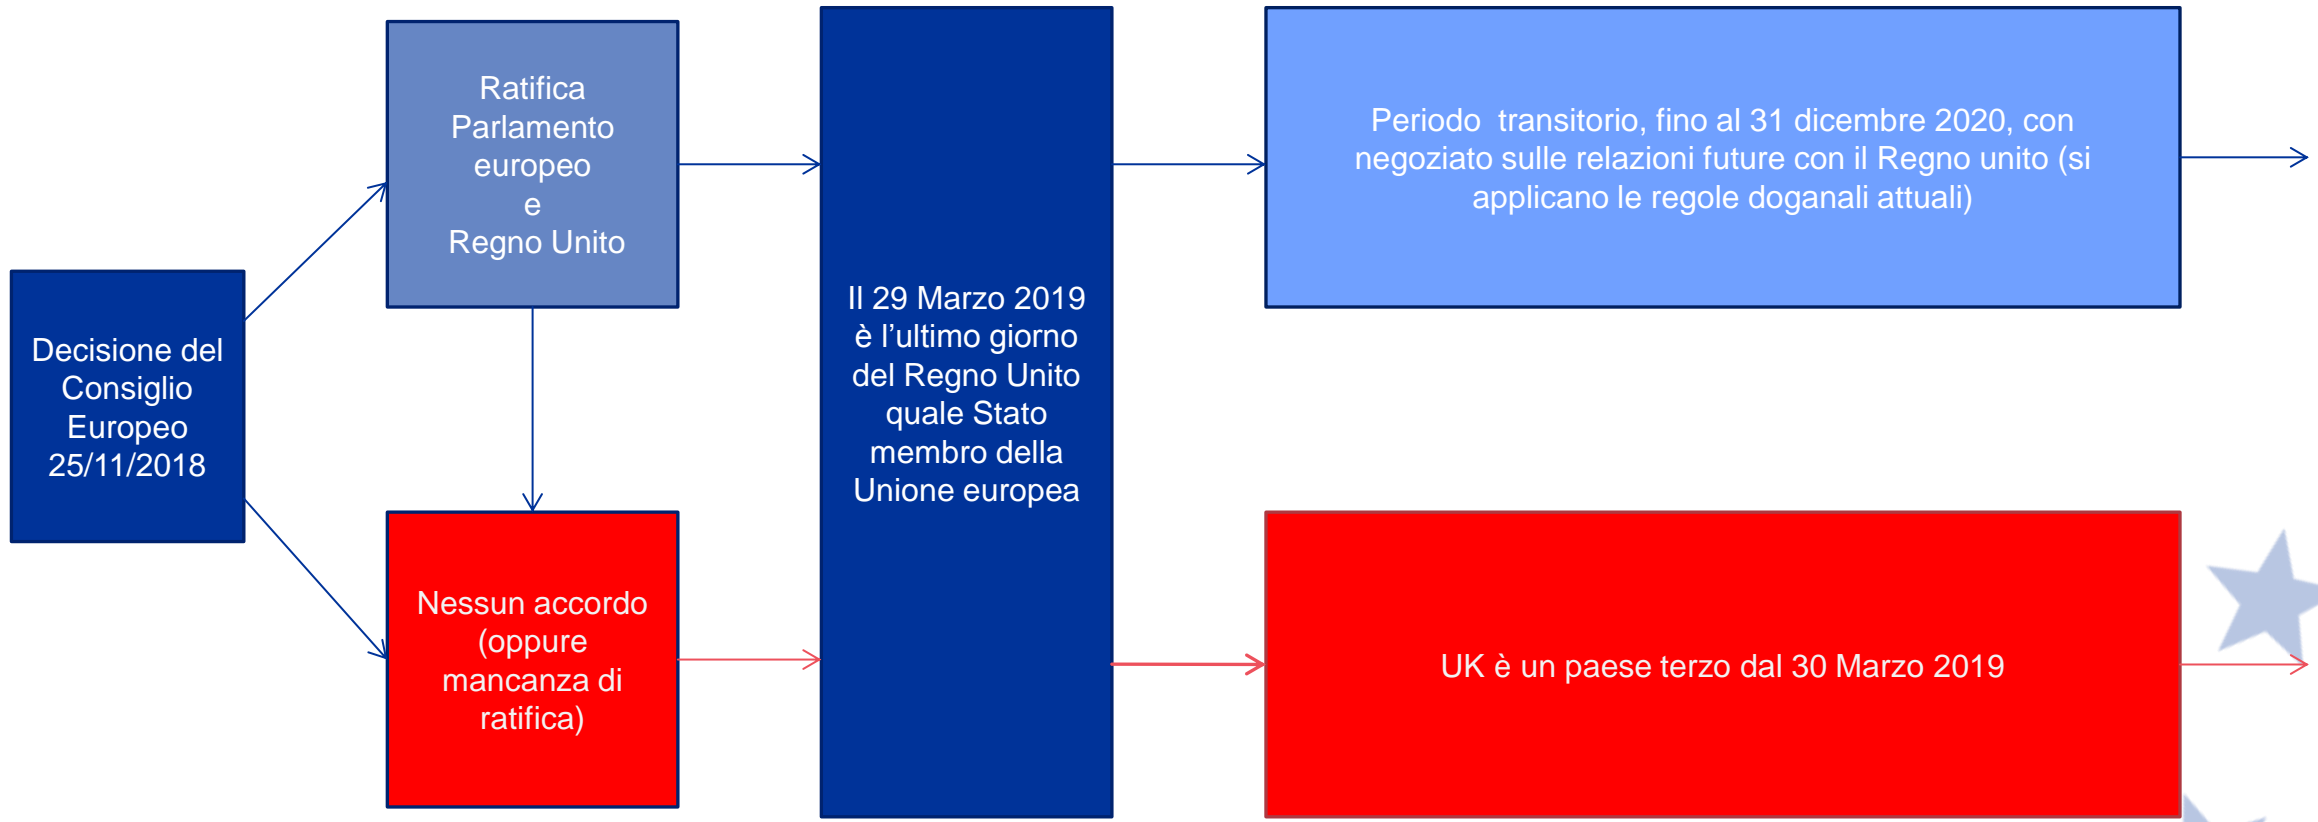 Decisione del
Consiglio
Europeo
25/11/2018
Ratifica
Parlamento
europeo
e
Regno Unito
Nessun accordo
(oppure
mancanza di
ratifica)
Il 29 Marzo 2019
è l’ultimo giorno
del Regno Unito
quale Stato
membro della
Unione europea
Periodo transitorio, fino al 31 dicembre 2020, con
negoziato sulle relazioni future con il Regno unito (si
applicano le regole doganali attuali)
UK è un paese terzo dal 30 Marzo 2019